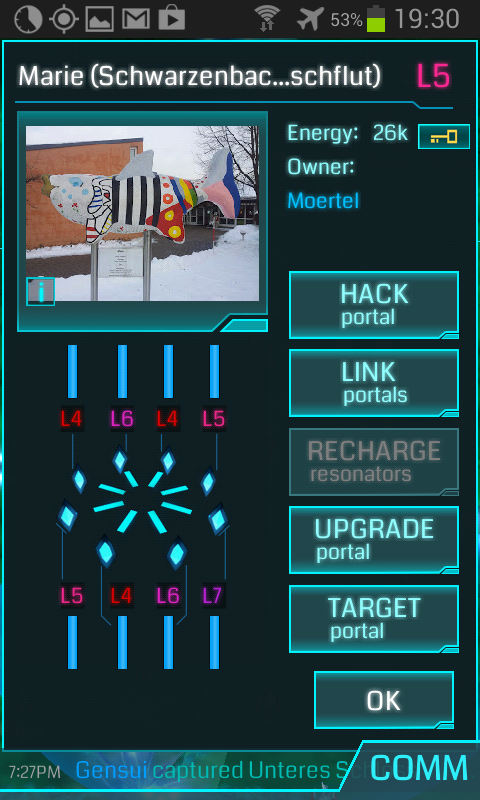 53% 19:30
Marie (Schwarzenbac...schflut) L5
Energy: 26k
Owner:
Moertel
i
HACK
portal
LINK
portals
RECHARGE
resonators
UPGRADE
portal
TARGET
portal
L4 L6 L4 L5
L5 L4 L6 L7
OK
7:27PM Gensui captured Unteres Sch
COMM